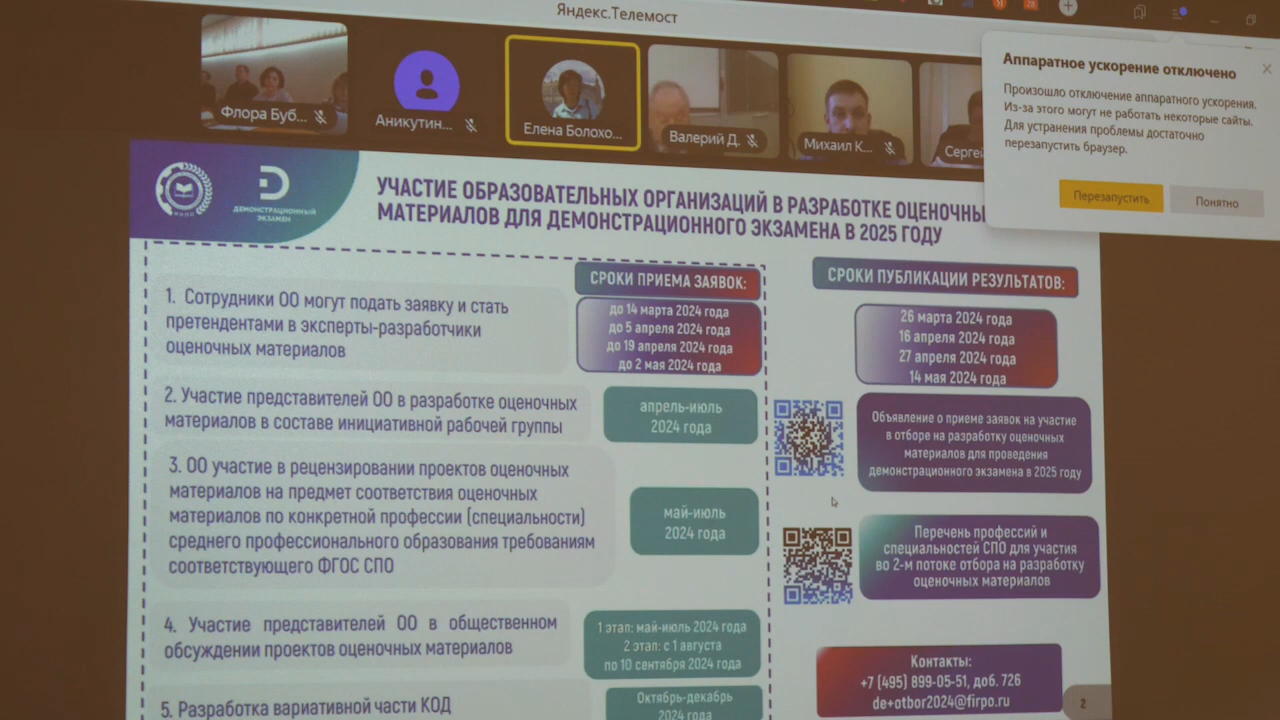 Яндекс.Телемост
Флора Буб...
Аникутин...
Елена Болохо...
Валерий Д.
Михаил К...
Сергей
Аппаратное ускорение отключено
Произошло отключение аппаратного ускорения.
Из-за этого могут не работать некоторые сайты.
Для устранения проблемы достаточно
перезапустить браузер.
Перезапустить
Понятно
ДЕМОНСТРАЦИОННЫЙ
ЭКЗАМЕН
УЧАСТИЕ ОБРАЗОВАТЕЛЬНЫХ ОРГАНИЗАЦИЙ В РАЗРАБОТКЕ ОЦЕНОЧНЫ
МАТЕРИАЛОВ ДЛЯ ДЕМОНСТРАЦИОННОГО ЭКЗАМЕНА В 2025 ГОДУ
СРОКИ ПРИЕМА ЗАЯВОК:
СРОКИ ПУБЛИКАЦИИ РЕЗУЛЬТАТОВ:
1. Сотрудники ОО могут подать заявку и стать
претендентами в эксперты-разработчики
оценочных материалов
до 14 марта 2024 года
до 5 апреля 2024 года
до 19 апреля 2024 года
до 2 мая 2024 года
26 марта 2024 года
16 апреля 2024 года
27 апреля 2024 года
14 мая 2024 года
2. Участие представителей ОО в разработке оценочных
материалов в составе инициативной рабочей группы
апрель-июль
2024 года
Объявление о приеме заявок на участие
в отборе на разработку оценочных
материалов для проведения
демонстрационного экзамена в 2025 году
3. ОО участие в рецензировании проектов оценочных
материалов на предмет соответствия оценочных
материалов по конкретной профессии (специальности)
среднего профессионального образования требованиям
соответствующего ФГОС СПО
май-июль
2024 года
Перечень профессий и
специальностей СПО для участия
во 2-м потоке отбора на разработку
оценочных материалов
4. Участие представителей ОО в общественном
обсуждении проектов оценочных материалов
1 этап: май-июль 2024 года
2 этап: с 1 августа
по 10 сентября 2024 года
Контакты:
+7 (495) 899-05-51, доб. 726
de+otbor2024@firpo.ru
5. Разработка вариативной части КОД
Октябрь-декабрь
2024 года
2